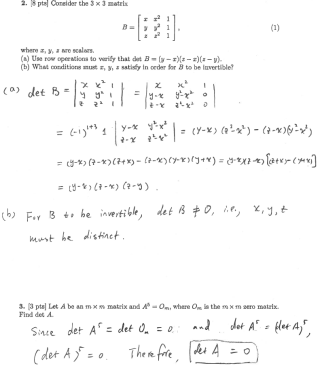 2. [8 pts] Consider the 3 × 3 matrix
B = [ x x² 1 ; y y² 1 ; z z² 1 ], (1)
where x, y, z are scalars.
(a) Use row operations to verify that det B = (y − x)(z − x)(z − y).
(b) What conditions must x, y, z satisfy in order for B to be invertible?
(a) det B = | x x² 1 ; y y² 1 ; z z² 1 | = | x x² 1 ; y-x y²-x² 0 ; z-x z²-x² 0 |
= (-1)^{1+3} 1 | y-x y²-x² ; z-x z²-x² | = (y-x)(z²-x²) - (z-x)(y²-x²)
= (y-x)(z-x)(z+x) - (z-x)(y-x)(y+x) = (y-x)(z-x)[(z+x)-(y+x)]
= (y-x)(z-x)(z-y).
(b) For B to be invertible, det B ≠ 0, i.e., x, y, z
must be distinct.
3. [3 pts] Let A be an m × m matrix and A⁵ = Oₘ, where Oₘ is the m × m zero matrix.
Find det A.
Since det A⁵ = det Oₘ = 0. and det A⁵ = (det A)⁵,
(det A)⁵ = 0. Therefore, det A = 0